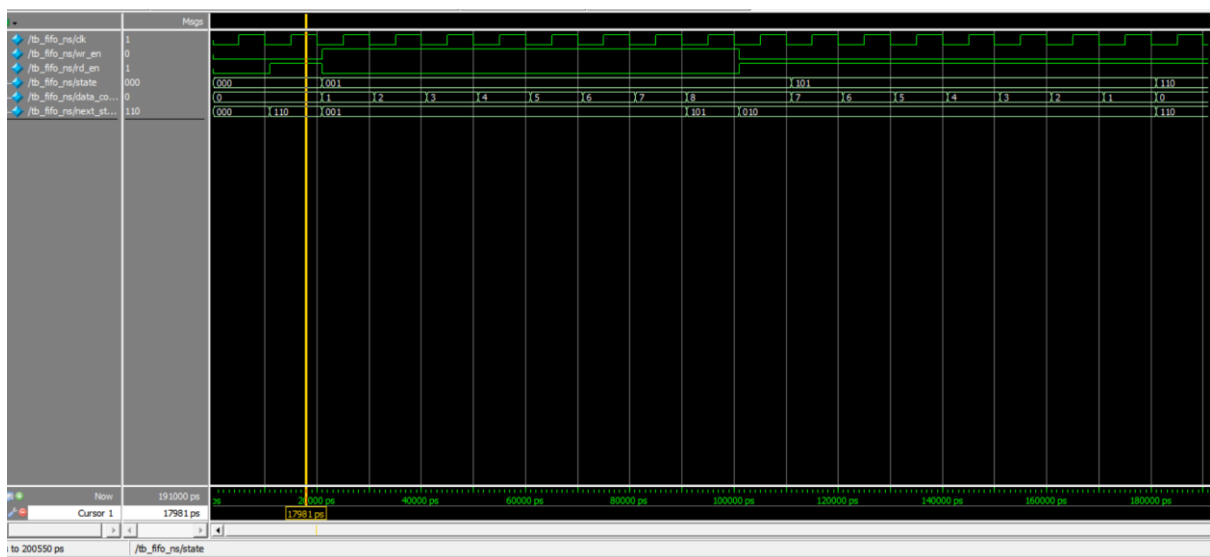 Msgs
/tb_fifo_ns/clk 1
/tb_fifo_ns/wr_en 0
/tb_fifo_ns/rd_en 1
/tb_fifo_ns/state 000 000 001 101 110
/tb_fifo_ns/data_co... 0 0 1 2 3 4 5 6 7 8 7 6 5 4 3 2 1 0
/tb_fifo_ns/next_st... 110 000 110 001 101 010 110
Now 191000 ps ps 20000 ps 40000 ps 60000 ps 80000 ps 100000 ps 120000 ps 140000 ps 160000 ps 180000 ps
Cursor 1 17981 ps 17981 ps
to 200550 ps /tb_fifo_ns/state